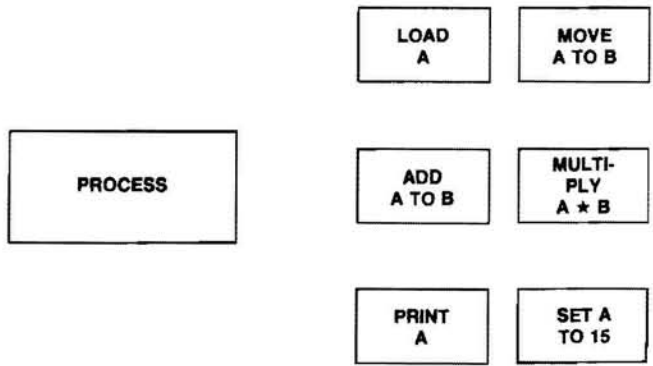 LOAD
A
MOVE
A TO B
PROCESS
ADD
A TO B
MULTI-
PLY
A ★ B
PRINT
A
SET A
TO 15